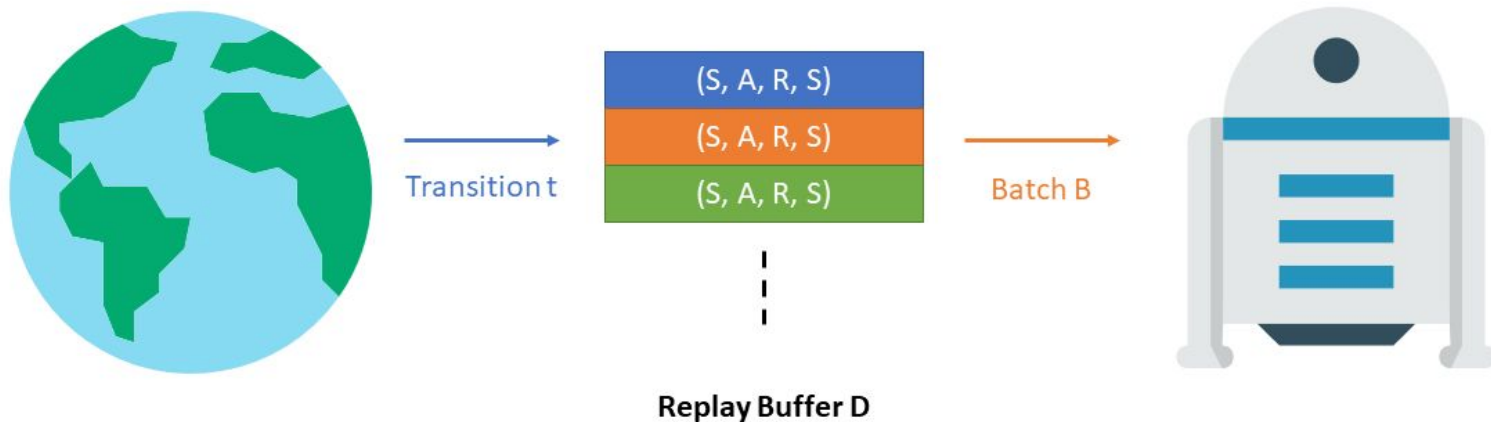 Transition t
(S, A, R, S)
(S, A, R, S)
(S, A, R, S)
Batch B
Replay Buffer D